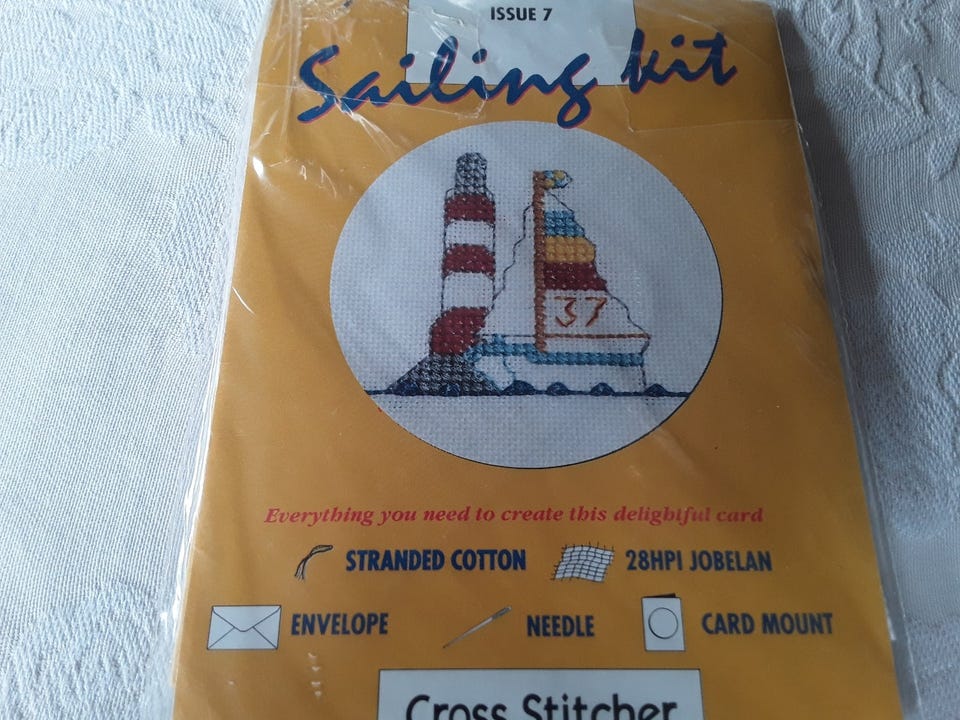 ISSUE 7
Sailing kit
37
Everything you need to create this delightful card
STRANDED COTTON 28HPI JOBELAN
ENVELOPE NEEDLE CARD MOUNT
Cross Stitcher